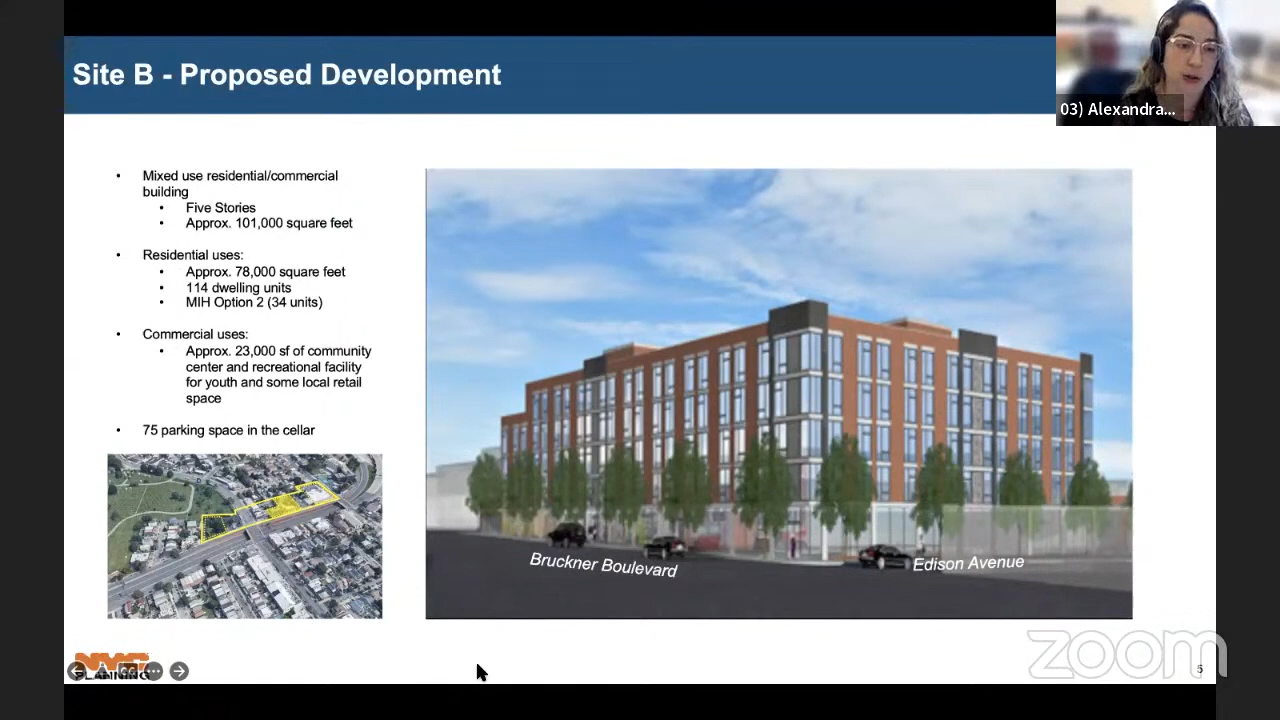 Site B - Proposed Development
03) Alexandra...
• Mixed use residential/commercial
building
• Five Stories
• Approx. 101,000 square feet
• Residential uses:
• Approx. 78,000 square feet
• 114 dwelling units
• MIH Option 2 (34 units)
• Commercial uses:
• Approx. 23,000 sf of community
center and recreational facility
for youth and some local retail
space
• 75 parking space in the cellar
Bruckner Boulevard
Edison Avenue
NYC
PLANNING
zoom
5